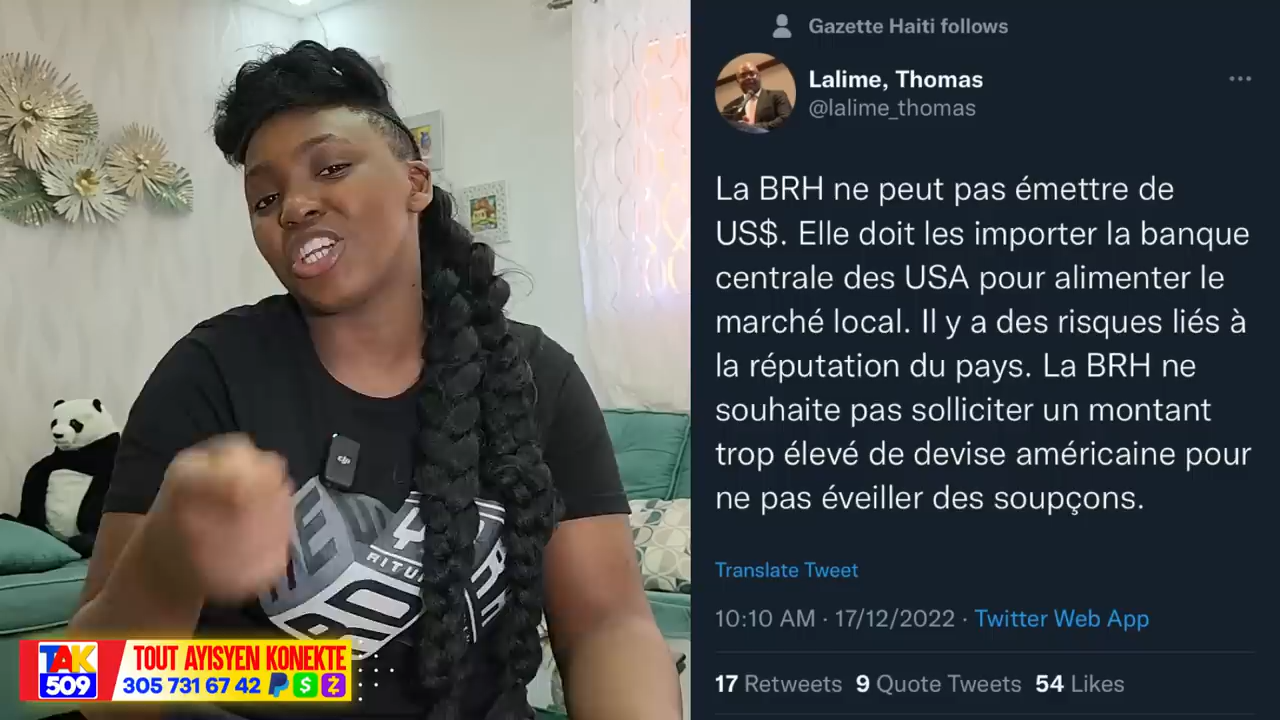 Gazette Haiti follows
Lalime, Thomas
@lalime_thomas
La BRH ne peut pas émettre de
US$. Elle doit les importer la banque
centrale des USA pour alimenter le
marché local. Il y a des risques liés à
la réputation du pays. La BRH ne
souhaite pas solliciter un montant
trop élevé de devise américaine pour
ne pas éveiller des soupçons.
Translate Tweet
10:10 AM · 17/12/2022 · Twitter Web App
17 Retweets 9 Quote Tweets 54 Likes
dji
TAK
509
TOUT AYISYEN KONEKTE
305 731 67 42